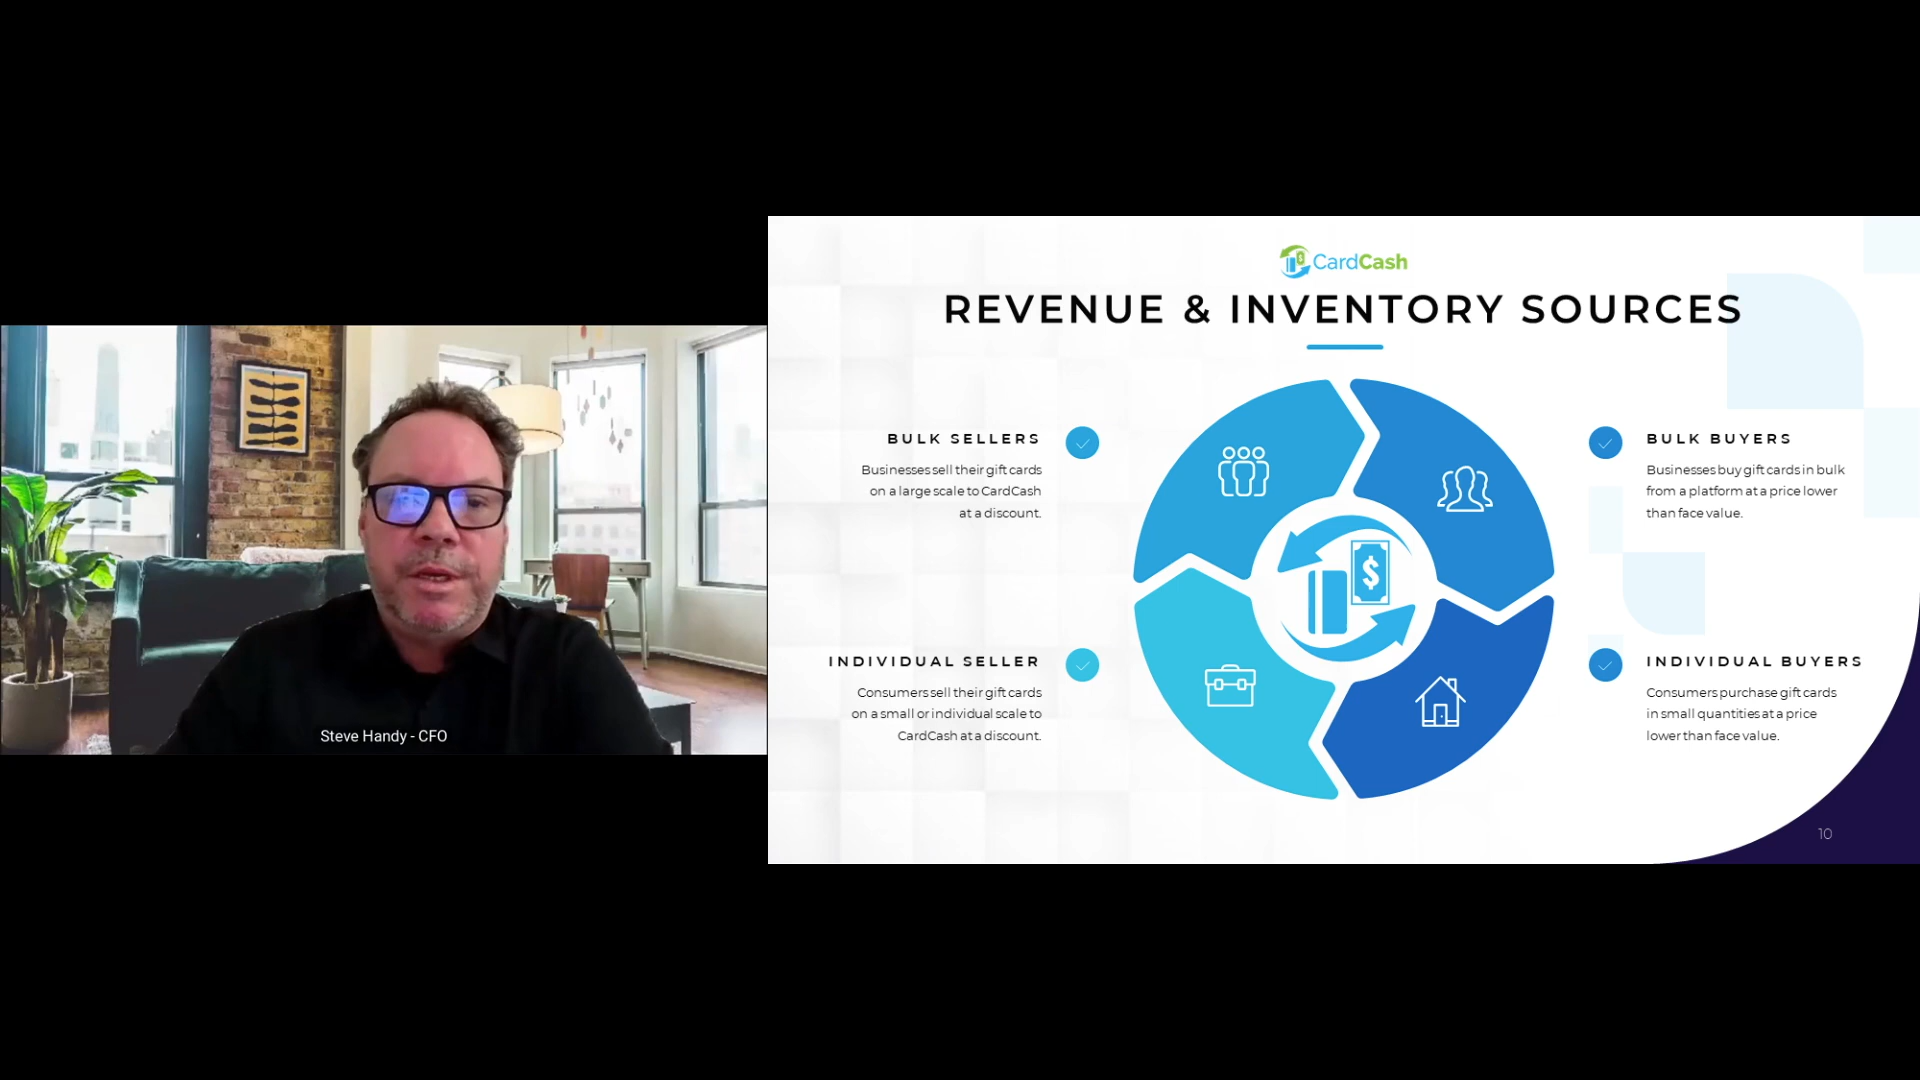 CardCash
REVENUE & INVENTORY SOURCES
BULK SELLERS
Businesses sell their gift cards
on a large scale to CardCash
at a discount.
BULK BUYERS
Businesses buy gift cards in bulk
from a platform at a price lower
than face value.
INDIVIDUAL SELLER
Consumers sell their gift cards
on a small or individual scale to
CardCash at a discount.
INDIVIDUAL BUYERS
Consumers purchase gift cards
in small quantities at a price
lower than face value.
$
Steve Handy - CFO
10